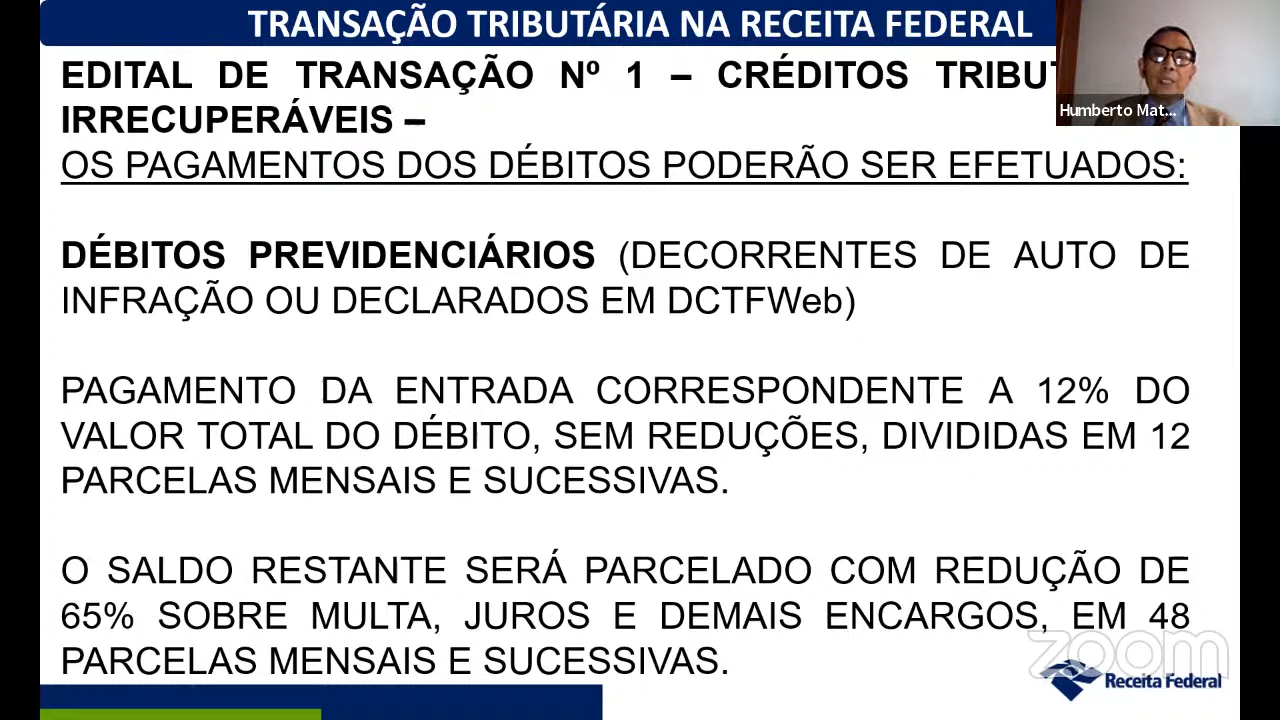 TRANSAÇÃO TRIBUTÁRIA NA RECEITA FEDERAL
EDITAL DE TRANSAÇÃO Nº 1 – CRÉDITOS
IRRECUPERÁVEIS –
OS PAGAMENTOS DOS DÉBITOS PODERÃO SER EFETUADOS:
DÉBITOS PREVIDENCIÁRIOS (DECORRENTES DE AUTO DE
INFRAÇÃO OU DECLARADOS EM DCTFWeb)
PAGAMENTO DA ENTRADA CORRESPONDENTE A 12% DO
VALOR TOTAL DO DÉBITO, SEM REDUÇÕES, DIVIDIDAS EM 12
PARCELAS MENSAIS E SUCESSIVAS.
O SALDO RESTANTE SERÁ PARCELADO COM REDUÇÃO DE
65% SOBRE MULTA, JUROS E DEMAIS ENCARGOS, EM 48
PARCELAS MENSAIS E SUCESSIVAS.
Humberto Mat...
zoom
Receita Federal